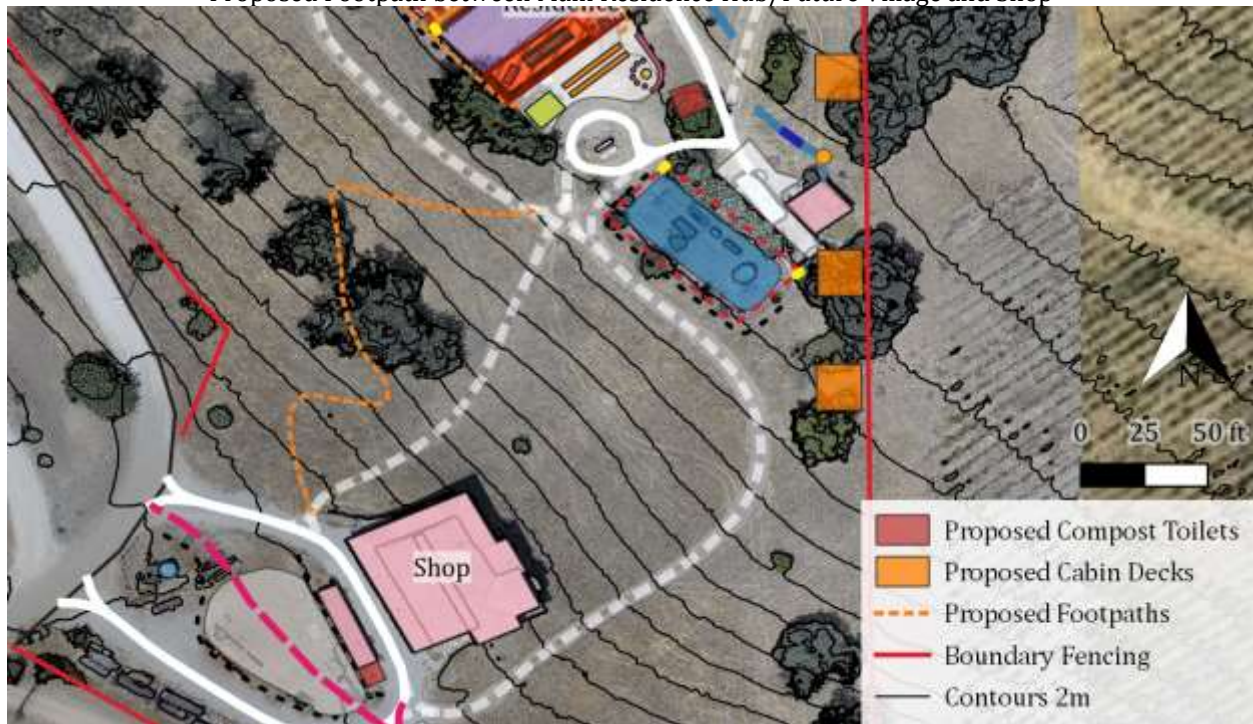 Proposed Footpath between Main Residence Hub/Future Village and Shop
N
0 25 50 ft
Shop
Proposed Compost Toilets
Proposed Cabin Decks
Proposed Footpaths
Boundary Fencing
Contours 2m